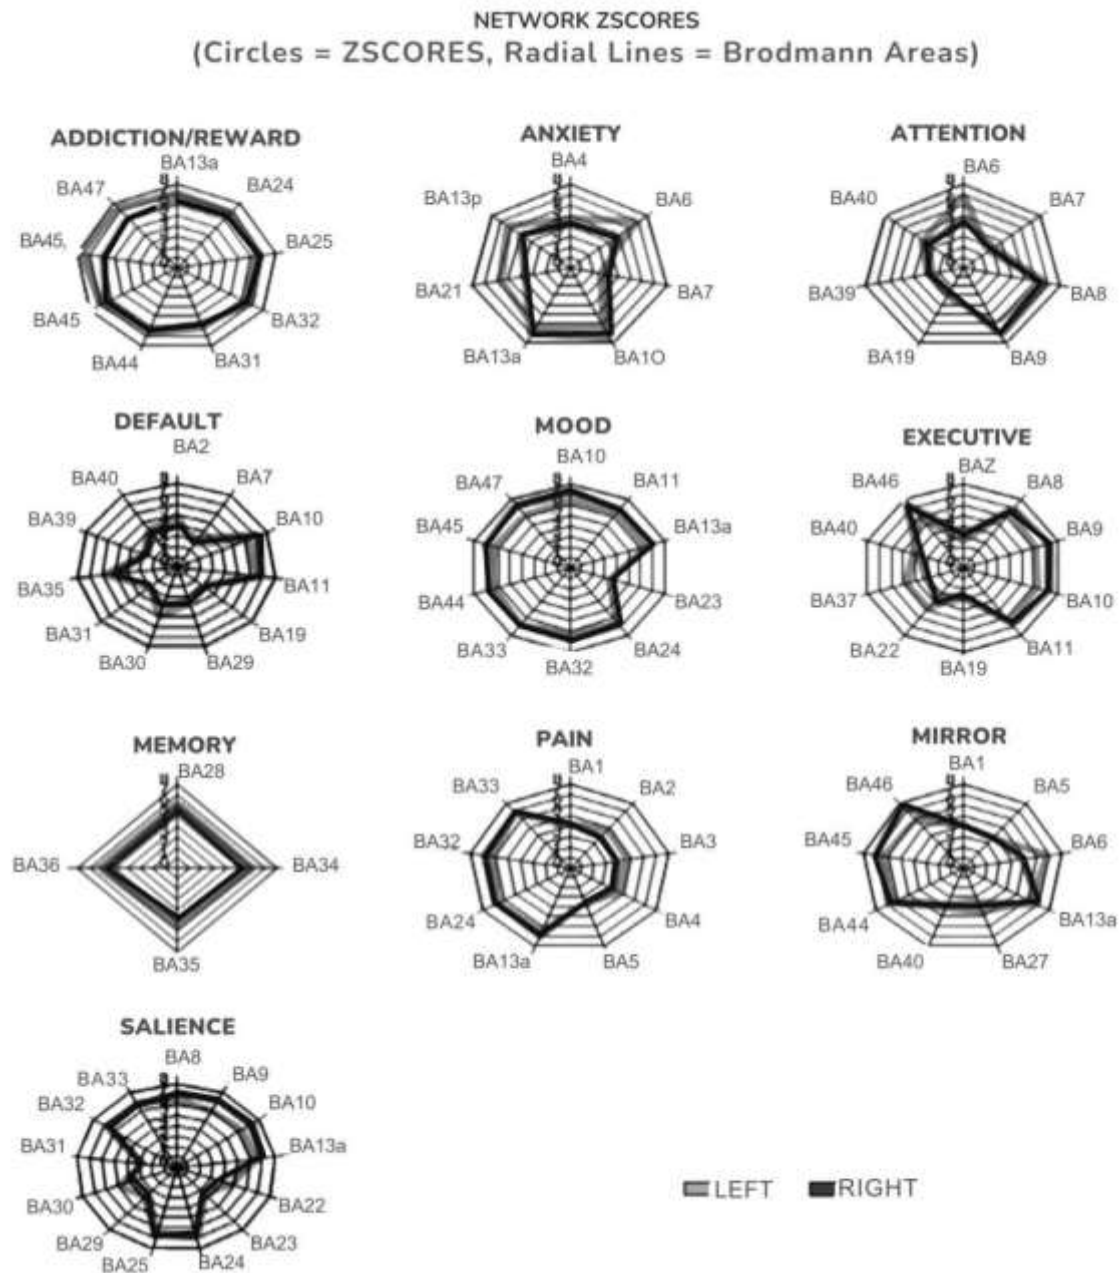 NETWORK ZSCORES
(Circles = ZSCORES, Radial Lines = Brodmann Areas)
ADDICTION/REWARD
BA13a
BA24
BA25
BA32
BA31
BA44
BA45
BA45,
BA47
ANXIETY
BA4
BA6
BA7
BA1O
BA13a
BA21
BA13p
ATTENTION
BA6
BA7
BA8
BA9
BA19
BA39
BA40
DEFAULT
BA2
BA7
BA10
BA11
BA19
BA29
BA30
BA31
BA35
BA39
BA40
MOOD
BA10
BA11
BA13a
BA23
BA24
BA32
BA33
BA44
BA45
BA47
EXECUTIVE
BAZ
BA8
BA9
BA10
BA11
BA19
BA22
BA37
BA40
BA46
MEMORY
BA28
BA34
BA35
BA36
PAIN
BA1
BA2
BA3
BA4
BA5
BA13a
BA24
BA32
BA33
MIRROR
BA1
BA5
BA6
BA13a
BA27
BA40
BA44
BA45
BA46
SALIENCE
BA8
BA9
BA10
BA13a
BA22
BA23
BA24
BA25
BA29
BA30
BA31
BA32
BA33
LEFT RIGHT